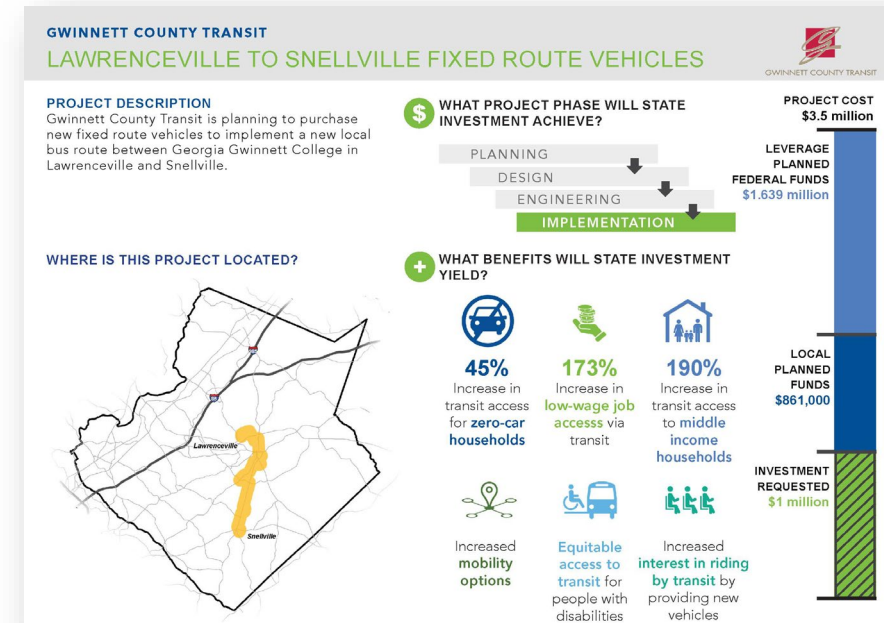 GWINNETT COUNTY TRANSIT
LAWRENCEVILLE TO SNELLVILLE FIXED ROUTE VEHICLES
GWINNETT COUNTY TRANSIT
PROJECT DESCRIPTION
Gwinnett County Transit is planning to purchase
new fixed route vehicles to implement a new local
bus route between Georgia Gwinnett College in
Lawrenceville and Snellville.
WHERE IS THIS PROJECT LOCATED?
Lawrenceville
Snellville
$
WHAT PROJECT PHASE WILL STATE
INVESTMENT ACHIEVE?
PLANNING
DESIGN
ENGINEERING
IMPLEMENTATION
+
WHAT BENEFITS WILL STATE INVESTMENT
YIELD?
45%
Increase in
transit access
for zero-car
households
173%
Increase in
low-wage job
accesss via
transit
190%
Increase in
transit access
to middle
income
households
Increased
mobility
options
Equitable
access to
transit for
people with
disabilities
Increased
interest in riding
by transit by
providing new
vehicles
PROJECT COST
$3.5 million
LEVERAGE
PLANNED
FEDERAL FUNDS
$1.639 million
LOCAL
PLANNED
FUNDS
$861,000
INVESTMENT
REQUESTED
$1 million